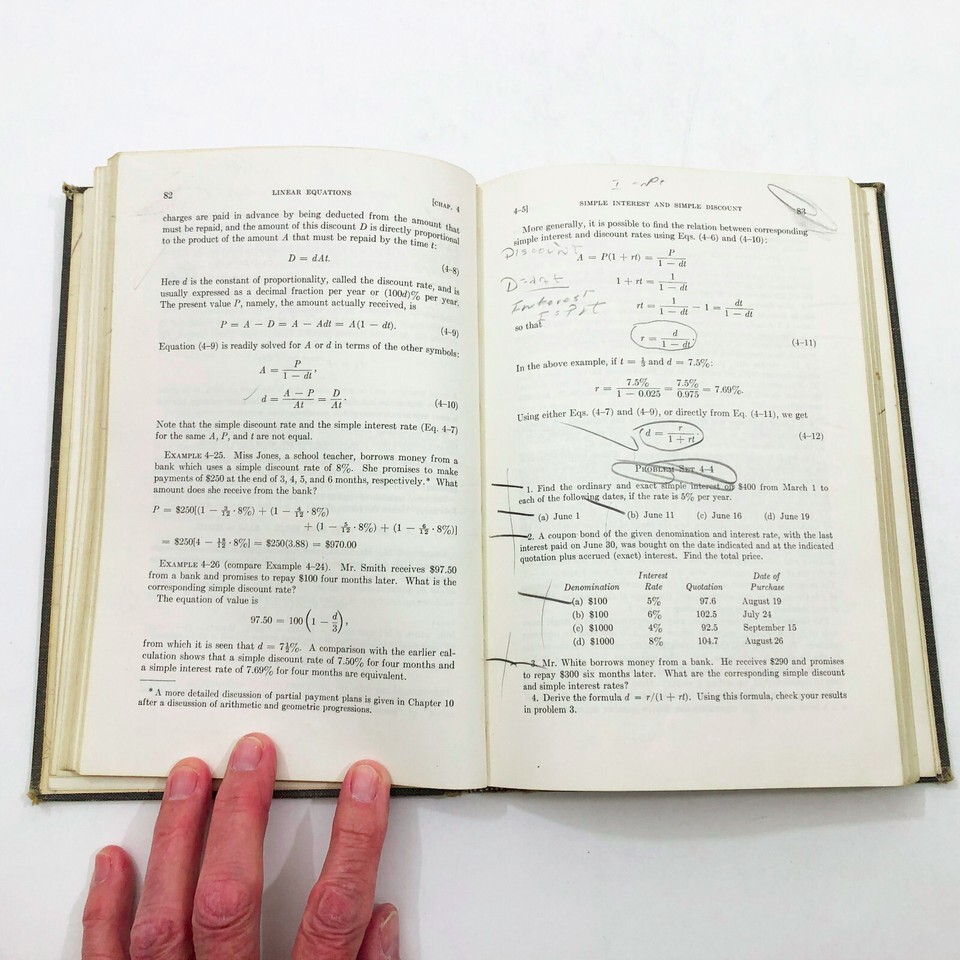 82
LINEAR EQUATIONS
[CHAP. 4
charges are paid in advance by being deducted from the amount that
must be repaid, and the amount of this discount D is directly proportional
to the product of the amount A that must be repaid by the time t:
D = dAt.
(4–8)
Here d is the constant of proportionality, called the discount rate, and is
usually expressed as a decimal fraction per year or (100d)% per year.
The present value P, namely, the amount actually received, is
P = A − D = A − Adt = A(1 − dt).
(4–9)
Equation (4–9) is readily solved for A or d in terms of the other symbols:
A = P/(1 − dt),
d = (A − P)/At = D/At.
(4–10)
Note that the simple discount rate and the simple interest rate (Eq. 4–7)
for the same A, P, and t are not equal.
EXAMPLE 4–25. Miss Jones, a school teacher, borrows money from a
bank which uses a simple discount rate of 8%. She promises to make
payments of $250 at the end of 3, 4, 5, and 6 months, respectively.* What
amount does she receive from the bank?
P = $250[(1 − 3/12 · 8%) + (1 − 4/12 · 8%)
+ (1 − 5/12 · 8%) + (1 − 6/12 · 8%)]
= $250[4 − 18/12 · 8%] = $250(3.88) = $970.00
EXAMPLE 4–26 (compare Example 4–24). Mr. Smith receives $97.50
from a bank and promises to repay $100 four months later. What is the
corresponding simple discount rate?
The equation of value is
97.50 = 100 (1 − d/3),
from which it is seen that d = 7½%. A comparison with the earlier cal-
culation shows that a simple discount rate of 7.50% for four months and
a simple interest rate of 7.69% for four months are equivalent.
* A more detailed discussion of partial payment plans is given in Chapter 10
after a discussion of arithmetic and geometric progressions.
I = Prt
4–5]
SIMPLE INTEREST AND SIMPLE DISCOUNT
83
More generally, it is possible to find the relation between corresponding
simple interest and discount rates using Eqs. (4–6) and (4–10):
Discount
A = P(1 + rt) = P/(1 − dt)
D=dAt
1 + rt = 1/(1 − dt)
Interest
I=Prt
rt = 1/(1 − dt) − 1 = dt/(1 − dt)
so that
r = d/(1 − dt).
(4–11)
In the above example, if t = ⅓ and d = 7.5%:
r = 7.5%/(1 − 0.025) = 7.5%/0.975 = 7.69%.
Using either Eqs. (4–7) and (4–9), or directly from Eq. (4–11), we get
d = r/(1 + rt).
(4–12)
PROBLEM SET 4–4
1. Find the ordinary and exact simple interest on $400 from March 1 to
each of the following dates, if the rate is 5% per year.
(a) June 1 (b) June 11 (c) June 16 (d) June 19
2. A coupon bond of the given denomination and interest rate, with the last
interest paid on June 30, was bought on the date indicated and at the indicated
quotation plus accrued (exact) interest. Find the total price.
Denomination Interest Rate Quotation Date of Purchase
(a) $100 5% 97.6 August 19
(b) $100 6% 102.5 July 24
(c) $1000 4% 92.5 September 15
(d) $1000 8% 104.7 August 26
3. Mr. White borrows money from a bank. He receives $290 and promises
to repay $300 six months later. What are the corresponding simple discount
and simple interest rates?
4. Derive the formula d = r/(1 + rt). Using this formula, check your results
in problem 3.